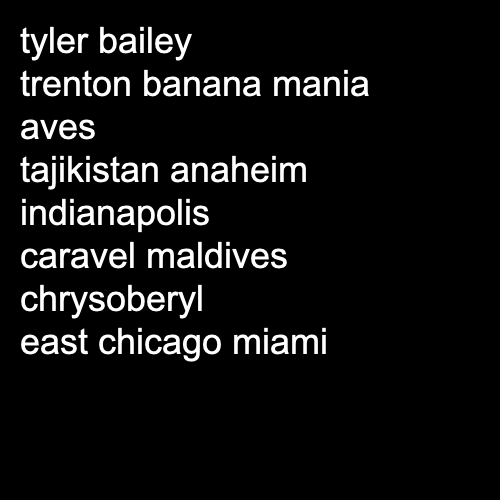 tyler bailey
trenton banana mania
aves
tajikistan anaheim
indianapolis
caravel maldives
chrysoberyl
east chicago miami